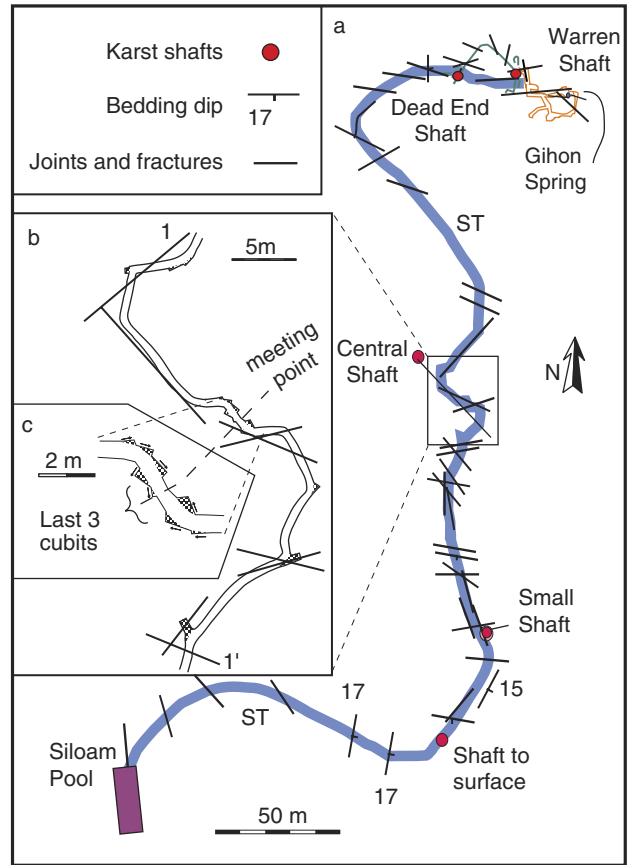 a
Karst shafts
Bedding dip
17
Joints and fractures
Warren
Shaft
Dead End
Shaft
Gihon
Spring
ST
b
1
5m
meeting
point
Central
Shaft
N
c
2 m
Last 3
cubits
1'
Small
Shaft
15
17
ST
17
Siloam
Pool
Shaft to
surface
50 m